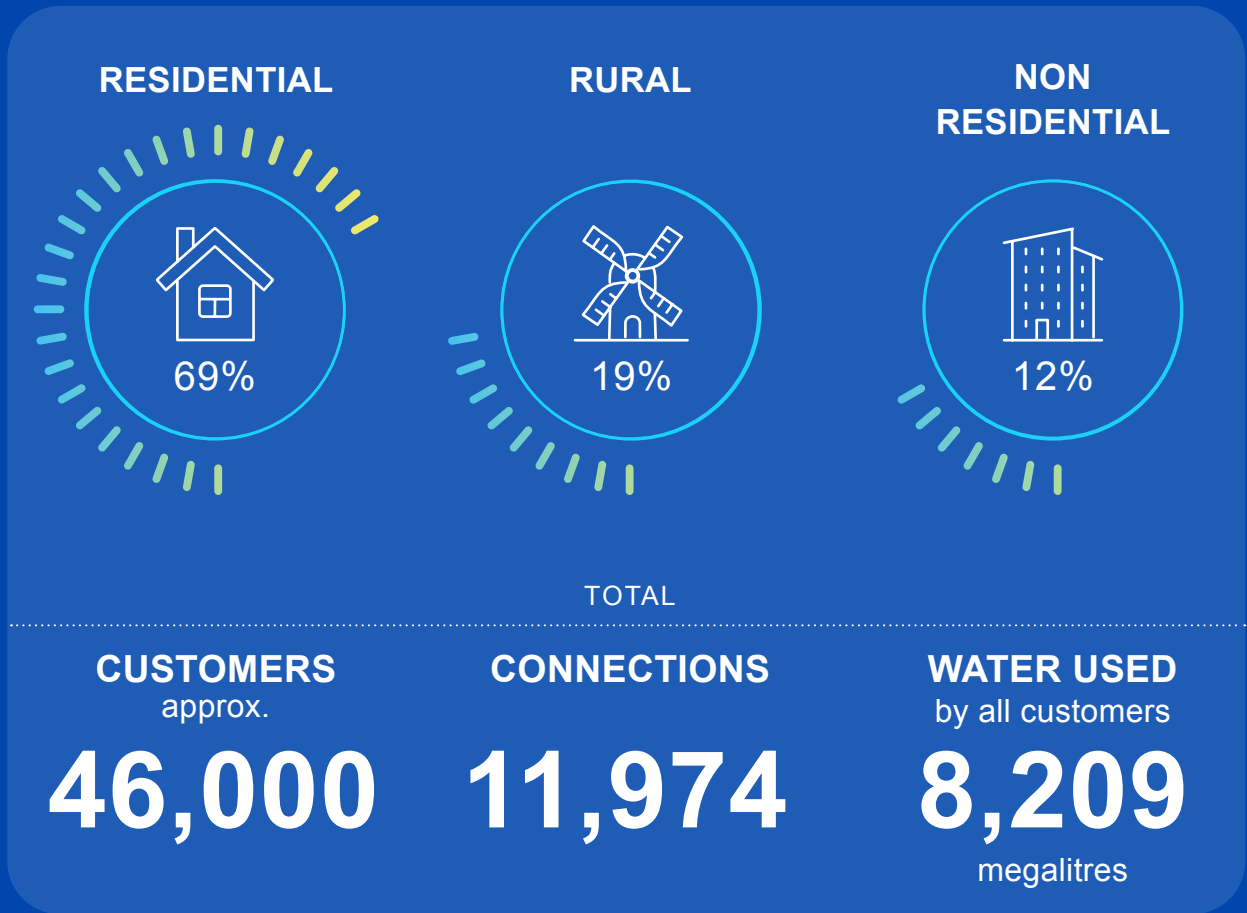 RESIDENTIAL
69%
RURAL
19%
NON
RESIDENTIAL
12%
TOTAL
CUSTOMERS
approx.
46,000
CONNECTIONS
11,974
WATER USED
by all customers
8,209
megalitres